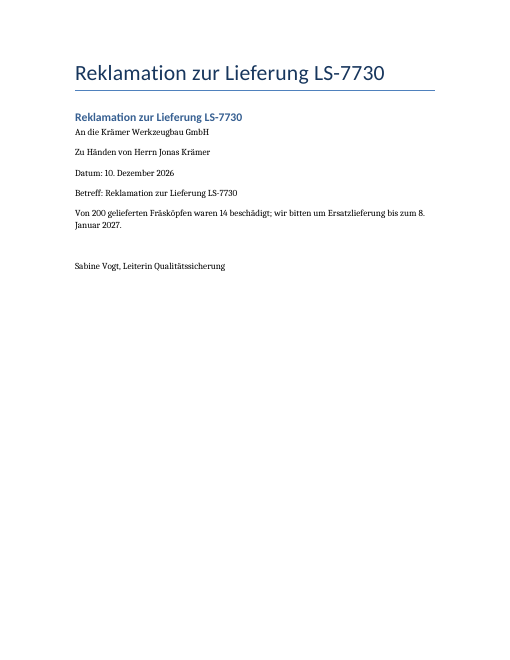 Reklamation zur Lieferung LS-7730
Reklamation zur Lieferung LS-7730
An die Krämer Werkzeugbau GmbH
Zu Händen von Herrn Jonas Krämer
Datum: 10. Dezember 2026
Betreff: Reklamation zur Lieferung LS-7730
Von 200 gelieferten Fräsköpfen waren 14 beschädigt; wir bitten um Ersatzlieferung bis zum 8.
Januar 2027.
Sabine Vogt, Leiterin Qualitätssicherung